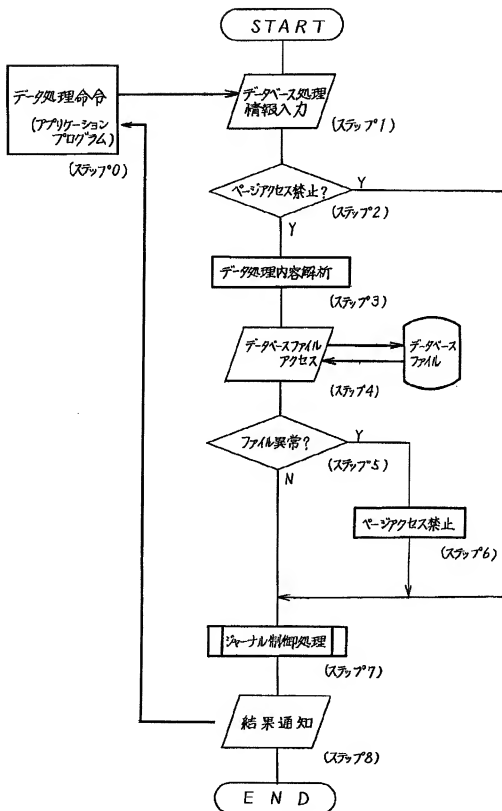 START
データ処理命令
(アプリケーション
プログラム)
(ステップ0)
データベース処理
情報入力
(ステップ1)
ページアクセス禁止?
Y
(ステップ2)
Y
データ処理内容解析
(ステップ3)
データベースファイル
アクセス
データベース
ファイル
(ステップ4)
ファイル異常?
Y
(ステップ5)
N
ページアクセス禁止
(ステップ6)
ジャーナル制御処理
(ステップ7)
結果通知
(ステップ8)
END